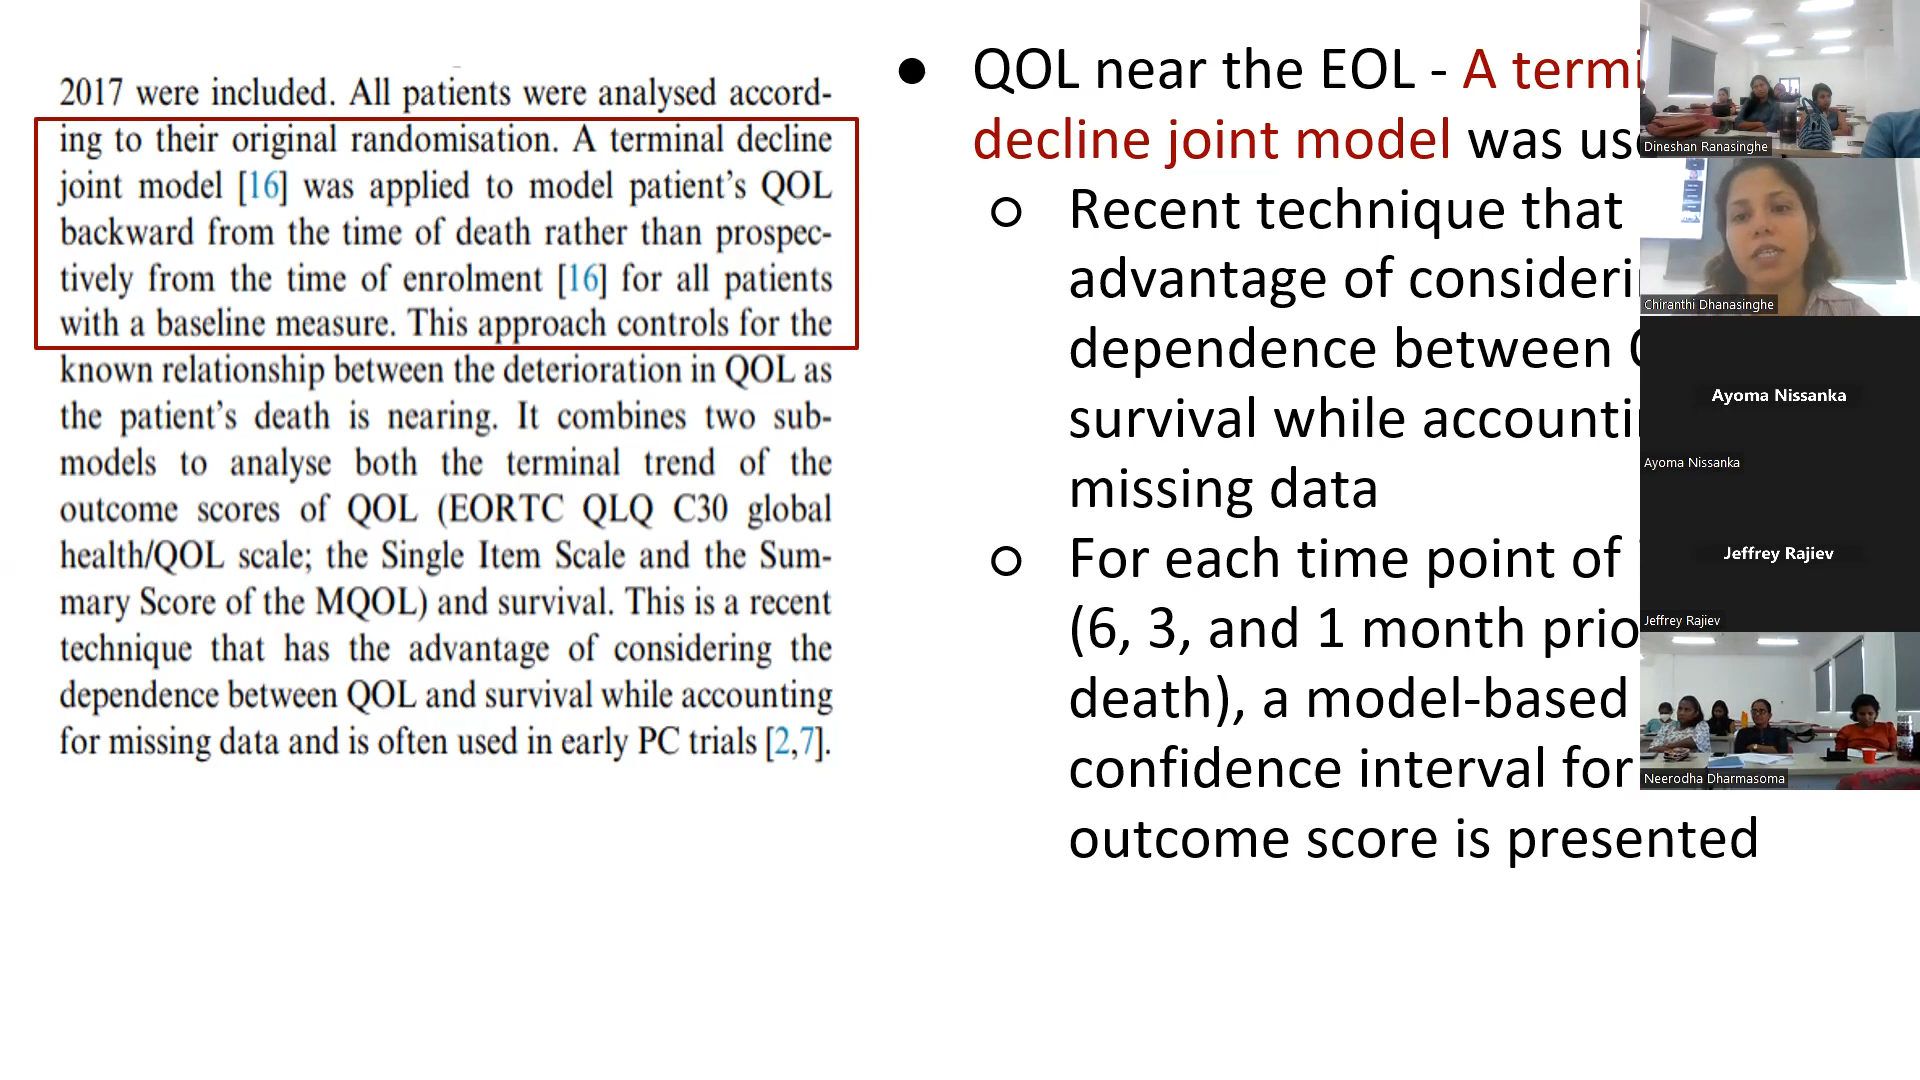 2017 were included. All patients were analysed accord-
ing to their original randomisation. A terminal decline
joint model [16] was applied to model patient's QOL
backward from the time of death rather than prospec-
tively from the time of enrolment [16] for all patients
with a baseline measure. This approach controls for the
known relationship between the deterioration in QOL as
the patient's death is nearing. It combines two sub-
models to analyse both the terminal trend of the
outcome scores of QOL (EORTC QLQ C30 global
health/QOL scale; the Single Item Scale and the Sum-
mary Score of the MQOL) and survival. This is a recent
technique that has the advantage of considering the
dependence between QOL and survival while accounting
for missing data and is often used in early PC trials [2,7].
● QOL near the EOL - A termi
decline joint model was us
○ Recent technique that
advantage of consideri
dependence between
survival while accounti
missing data
○ For each time point of
(6, 3, and 1 month prio
death), a model-based
confidence interval for
outcome score is presented
Dineshan Ranasinghe
Chiranthi Dhanasinghe
Ayoma Nissanka
Ayoma Nissanka
Jeffrey Rajiev
Jeffrey Rajiev
Neerodha Dharmasoma